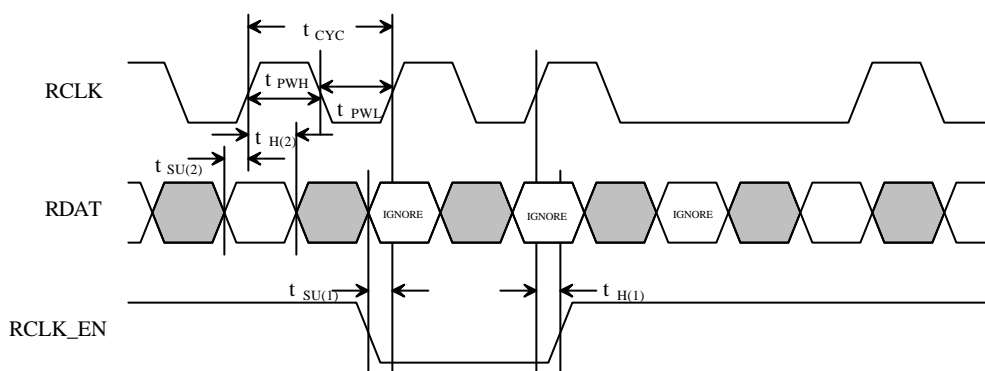 t CYC
RCLK
t PWH
t PWL
t H(2)
t SU(2)
RDAT
IGNORE
IGNORE
IGNORE
t SU(1)
t H(1)
RCLK_EN